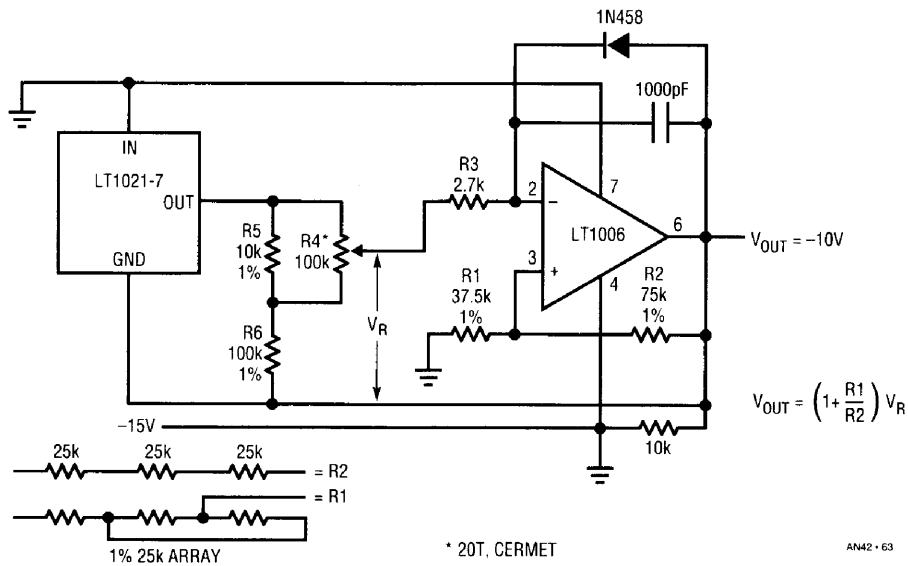 1N458
1000pF
IN
LT1021-7
OUT
GND
R5
10k
1%
R4*
100k
R6
100k
1%
V_R
R3
2.7k
2
–
7
LT1006
6
3
+
4
R1
37.5k
1%
R2
75k
1%
V_OUT = –10V
V_OUT = (1+ R1/R2) V_R
–15V
10k
25k 25k 25k
= R2
= R1
1% 25k ARRAY
* 20T, CERMET
AN42 • 63